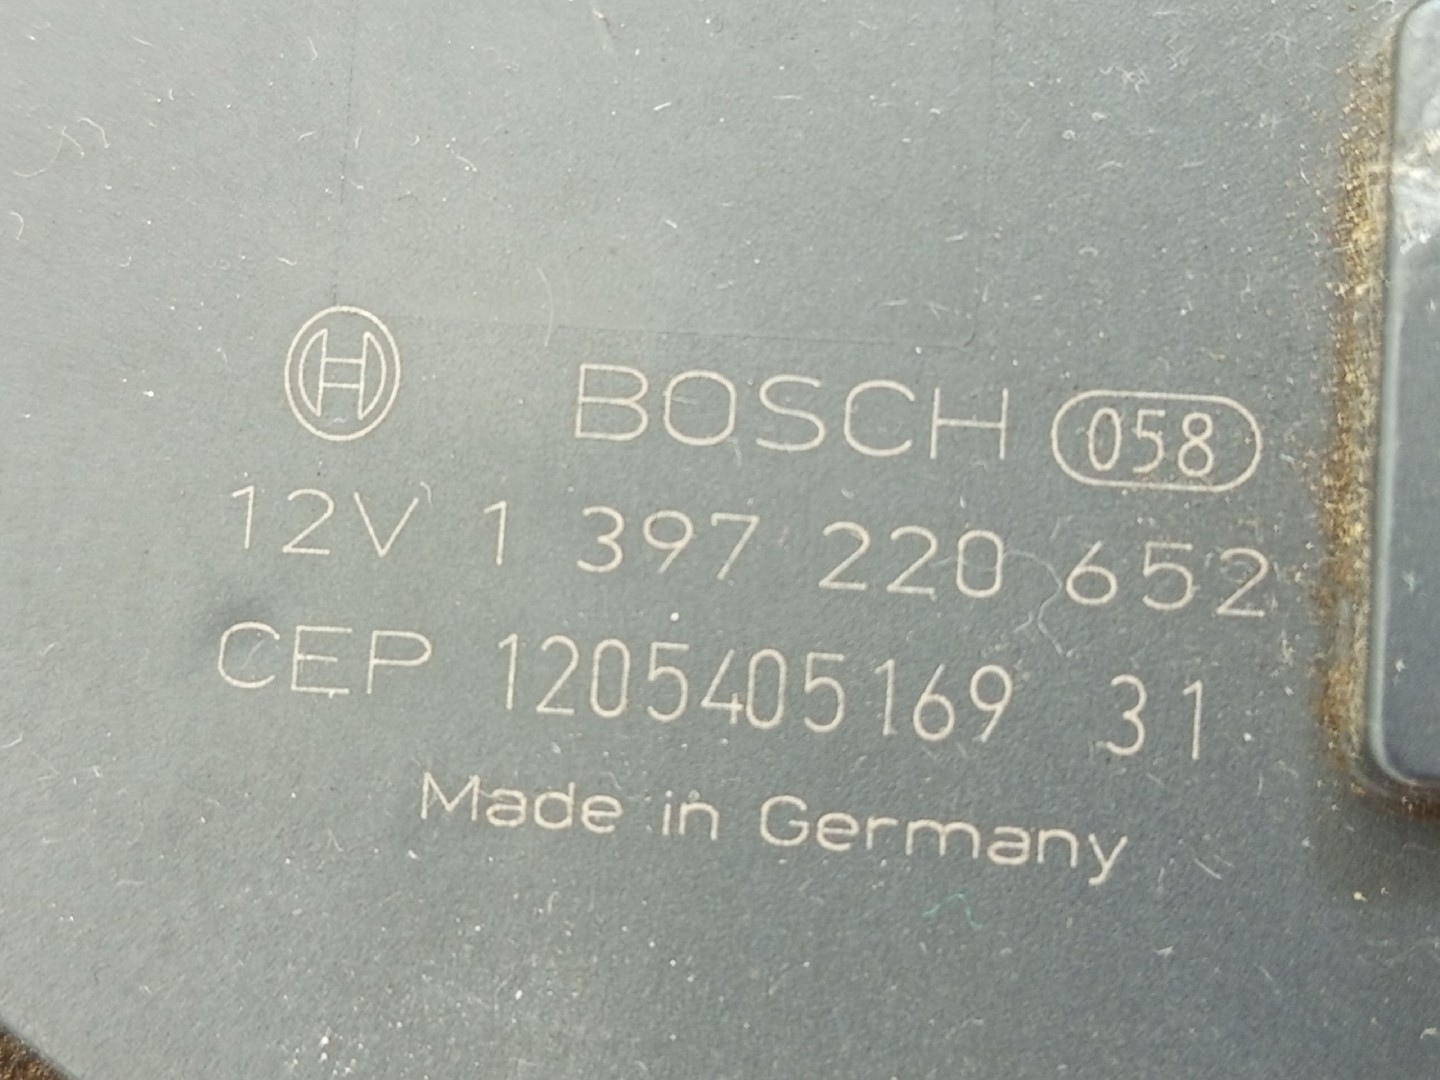 BOSCH 058
12V 1 397 220 652
CEP 1205405169 31
Made in Germany